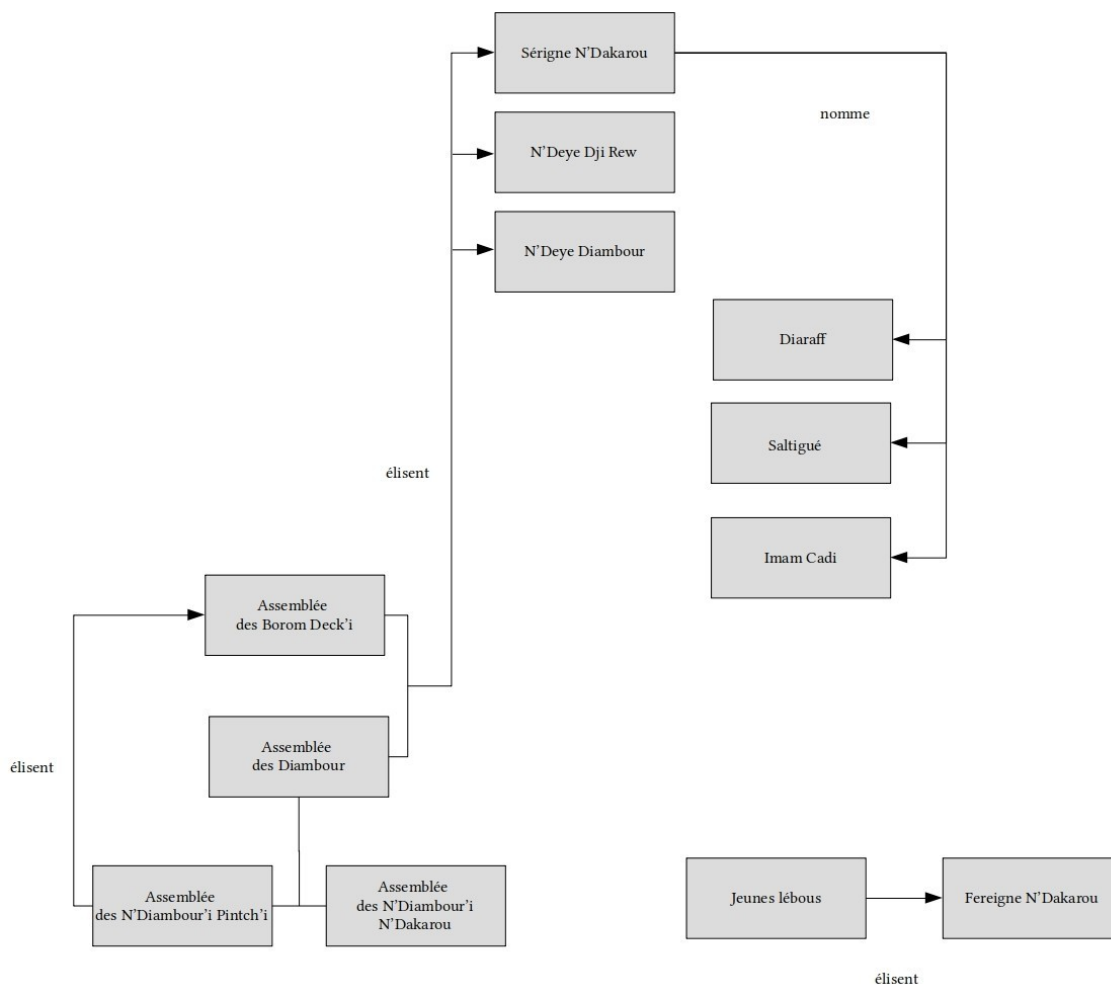 Sérigne N'Dakarou
nomme
N'Deye Dji Rew
N'Deye Diambour
Diaraff
Saltigué
élisent
Imam Cadi
Assemblée
des Borom Deck'i
Assemblée
des Diambour
élisent
Assemblée
des N'Diambour'i Pintch'i
Assemblée
des N'Diambour'i
N'Dakarou
Jeunes lébous
Fereigne N'Dakarou
élisent